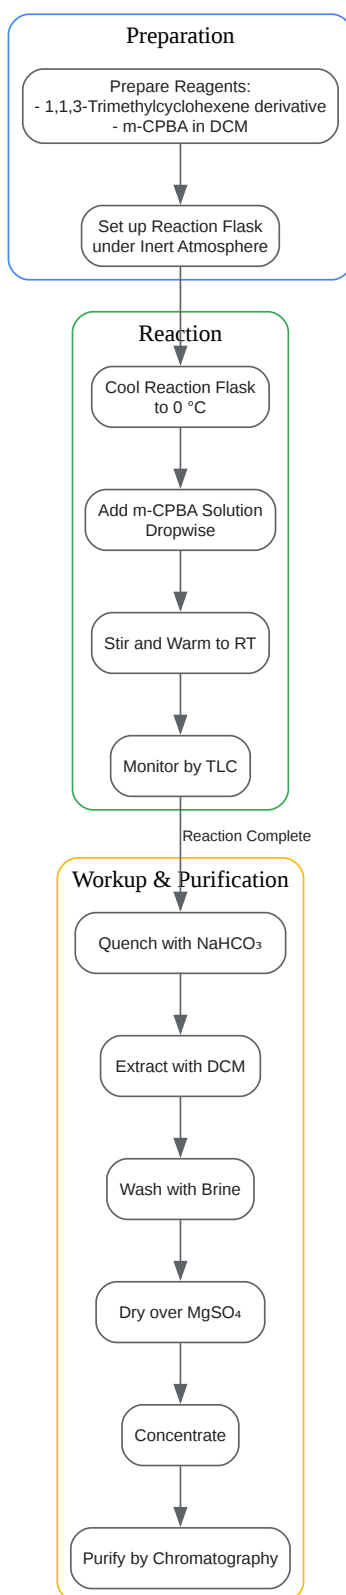 Preparation
Prepare Reagents:
- 1,1,3-Trimethylcyclohexene derivative
- m-CPBA in DCM
Set up Reaction Flask
under Inert Atmosphere
Reaction
Cool Reaction Flask
to 0 °C
Add m-CPBA Solution
Dropwise
Stir and Warm to RT
Monitor by TLC
Reaction Complete
Workup & Purification
Quench with NaHCO₃
Extract with DCM
Wash with Brine
Dry over MgSO₄
Concentrate
Purify by Chromatography